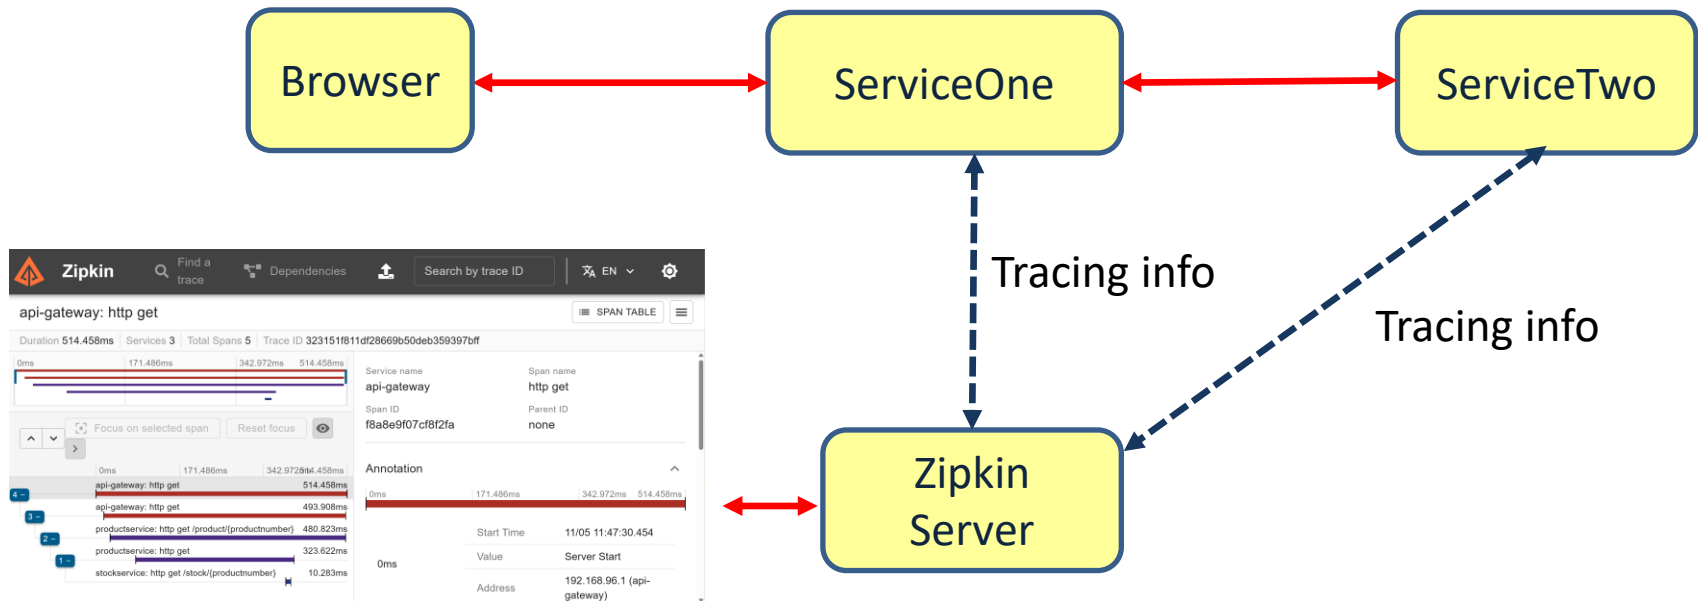 Browser
ServiceOne
ServiceTwo
Tracing info
Tracing info
Zipkin
Server
Zipkin
Find a
trace
Dependencies
Search by trace ID
EN
api-gateway: http get
SPAN TABLE
Duration 514.458ms Services 3 Total Spans 5 Trace ID 323151f811df28669b50deb359397bff
0ms 171.486ms 342.972ms 514.458ms
Focus on selected span Reset focus
0ms 171.486ms 342.972ms 514.458ms
4 − api-gateway: http get 514.458ms
3 − api-gateway: http get 493.908ms
2 − productservice: http get /product/{productnumber} 480.823ms
1 − productservice: http get 323.622ms
stockservice: http get /stock/{productnumber} 10.283ms
Service name Span name
api-gateway http get
Span ID Parent ID
f8a8e9f07cf8f2fa none
Annotation
0ms 171.486ms 342.972ms 514.458ms
0ms
Start Time 11/05 11:47:30.454
Value Server Start
Address 192.168.96.1 (api-
gateway)